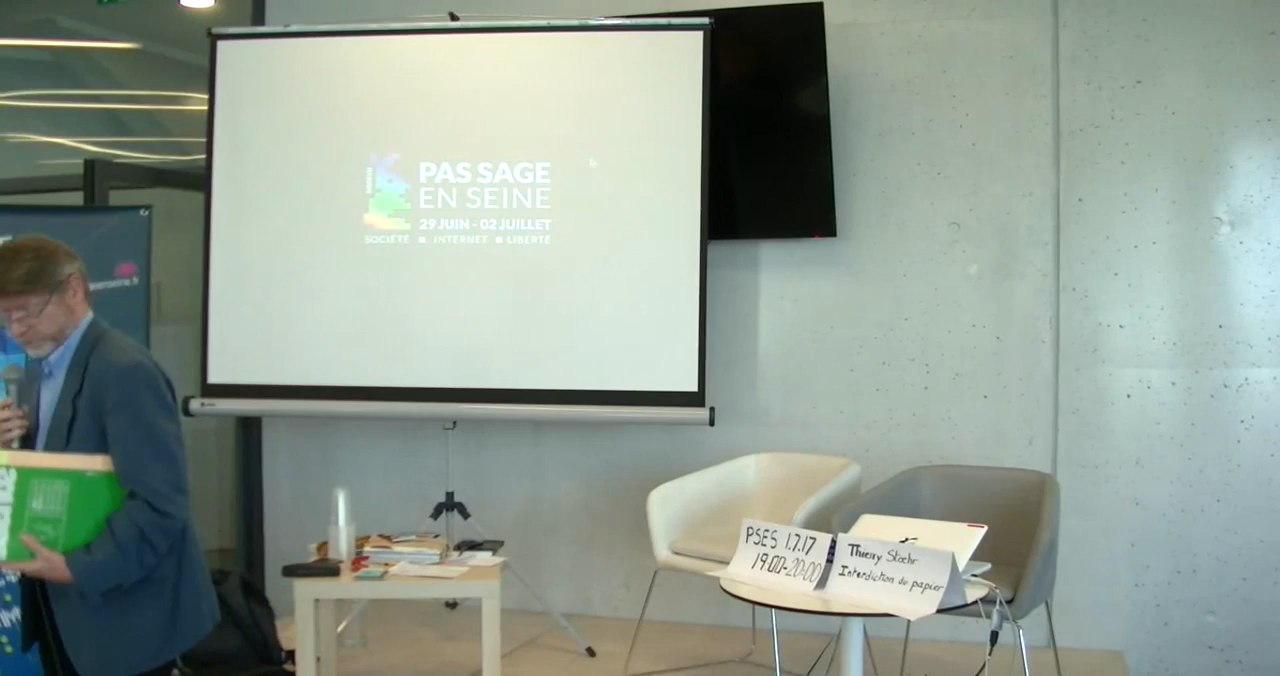 PAS SAGE
EN SEINE
29 JUIN - 02 JUILLET
SOCIÉTÉ ■ INTERNET ■ LIBERTÉ
PSES 1.7.17
19:00-20:00
Thierry Stoehr
Interdiction du papier